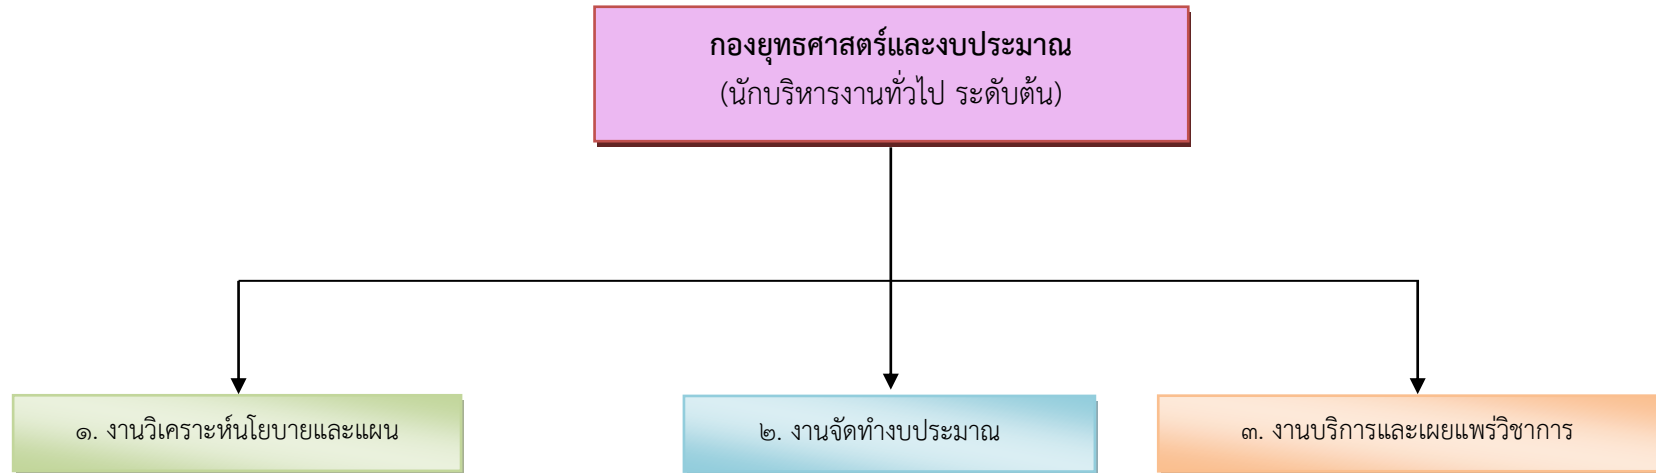 กองยุทธศาสตร์และงบประมาณ
(นักบริหารงานทั่วไป ระดับต้น)
๑. งานวิเคราะห์นโยบายและแผน
๒. งานจัดทำงบประมาณ
๓. งานบริการและเผยแพร่วิชาการ